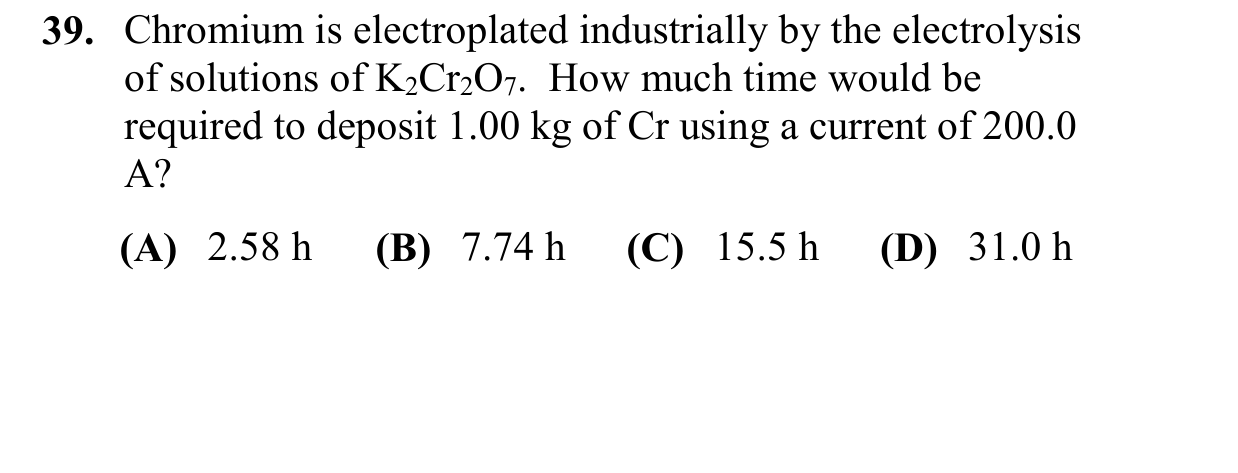 39. Chromium is electroplated industrially by the electrolysis
of solutions of K₂Cr₂O₇. How much time would be
required to deposit 1.00 kg of Cr using a current of 200.0
A?
(A) 2.58 h (B) 7.74 h (C) 15.5 h (D) 31.0 h